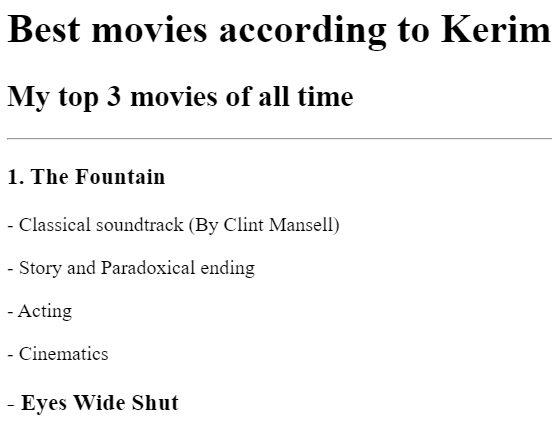 Best movies according to Kerim
My top 3 movies of all time
1. The Fountain
- Classical soundtrack (By Clint Mansell)
- Story and Paradoxical ending
- Acting
- Cinematics
- Eyes Wide Shut